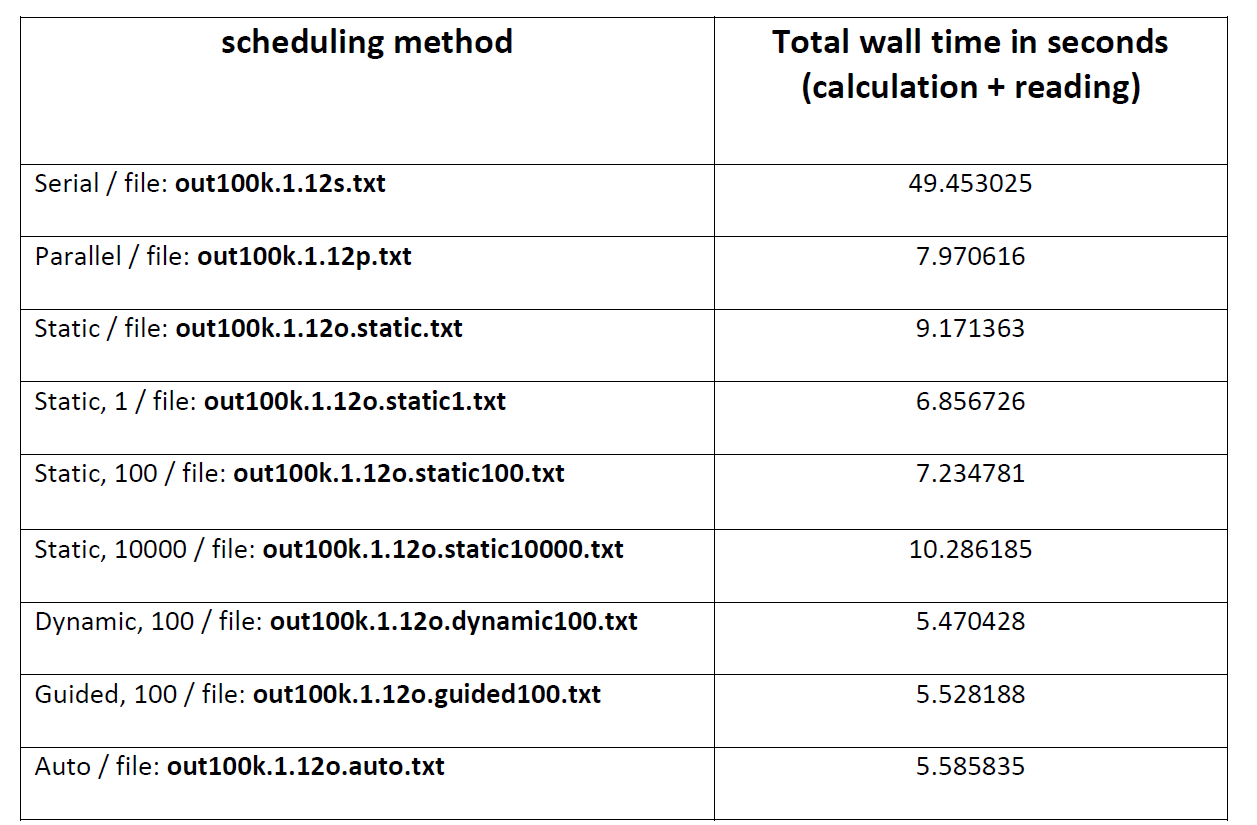 scheduling method
Total wall time in seconds
(calculation + reading)
Serial / file: out100k.1.12s.txt
49.453025
Parallel / file: out100k.1.12p.txt
7.970616
Static / file: out100k.1.12o.static.txt
9.171363
Static, 1 / file: out100k.1.12o.static1.txt
6.856726
Static, 100 / file: out100k.1.12o.static100.txt
7.234781
Static, 10000 / file: out100k.1.12o.static10000.txt
10.286185
Dynamic, 100 / file: out100k.1.12o.dynamic100.txt
5.470428
Guided, 100 / file: out100k.1.12o.guided100.txt
5.528188
Auto / file: out100k.1.12o.auto.txt
5.585835